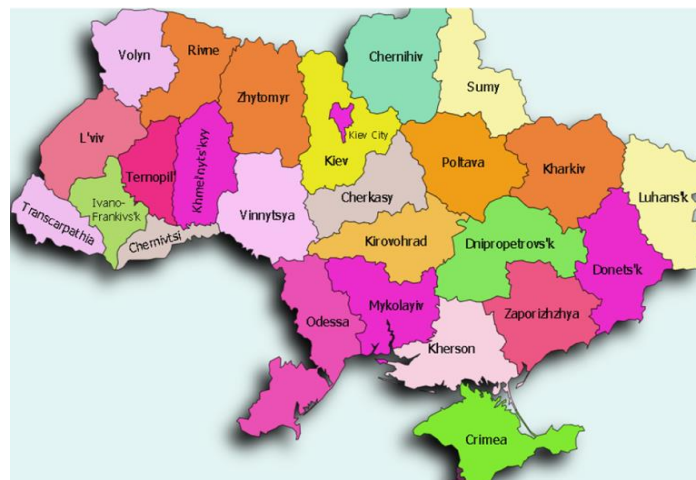 Volyn
Rivne
Chernihiv
Sumy
Zhytomyr
L'viv
Kiev City
Kiev
Ternopil'
Khmel'nyts'kyy
Poltava
Kharkiv
Luhans'k
Ivano-
Frankivs'k
Transcarpathia
Chernivtsi
Vinnytsya
Cherkasy
Kirovohrad
Dnipropetrovs'k
Donets'k
Odessa
Mykolayiv
Zaporizhzhya
Kherson
Crimea